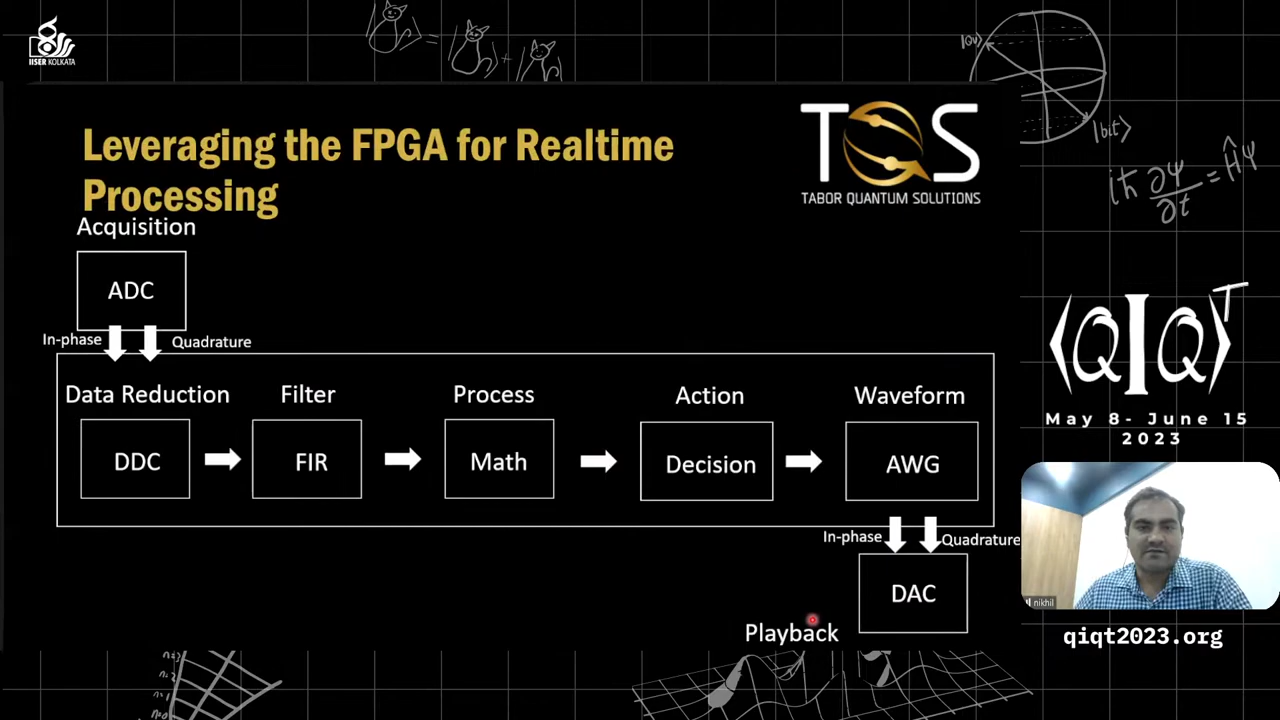 IISER KOLKATA
Leveraging the FPGA for Realtime
Processing
TQS
TABOR QUANTUM SOLUTIONS
Acquisition
ADC
In-phase
Quadrature
Data Reduction
Filter
Process
Action
Waveform
DDC
FIR
Math
Decision
AWG
In-phase
Quadrature
DAC
Playback
iħ ∂Ψ/∂t = ĤΨ
⟨QIQ⟩T
May 8- June 15
2023
nikhil
qiqt2023.org
n=2
n=1
n=0